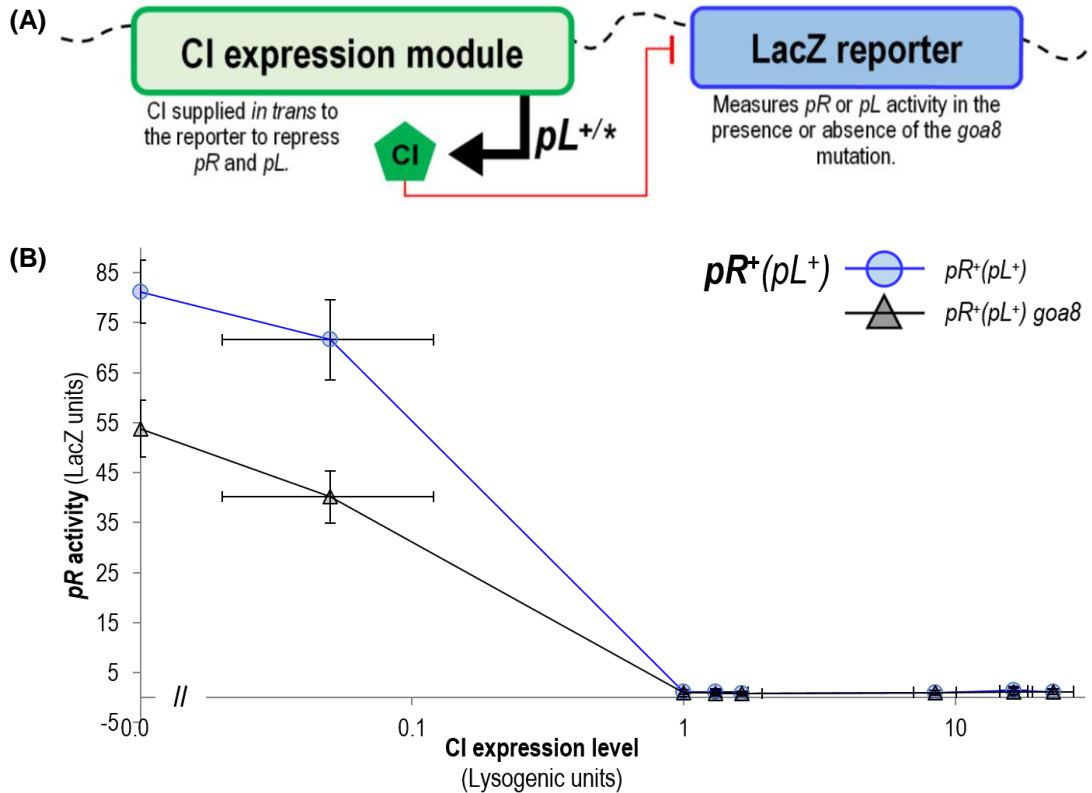 (A)
CI expression module
LacZ reporter
CI supplied in trans to
the reporter to repress
pR and pL.
CI
pL+/*
Measures pR or pL activity in the
presence or absence of the goa8
mutation.
(B)
pR+(pL+)
pR+(pL+)
pR+(pL+) goa8
85
75
65
55
45
35
25
15
5
-5
pR activity (LacZ units)
//
0.0
0.1
1
10
CI expression level
(Lysogenic units)